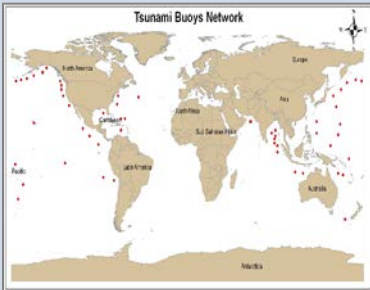 Tsunami Buoys Network
North America
Europe
Asia
North Africa
Caribbean
Sub Saharan Africa
Pacific
Latin America
Australia
Antarctica